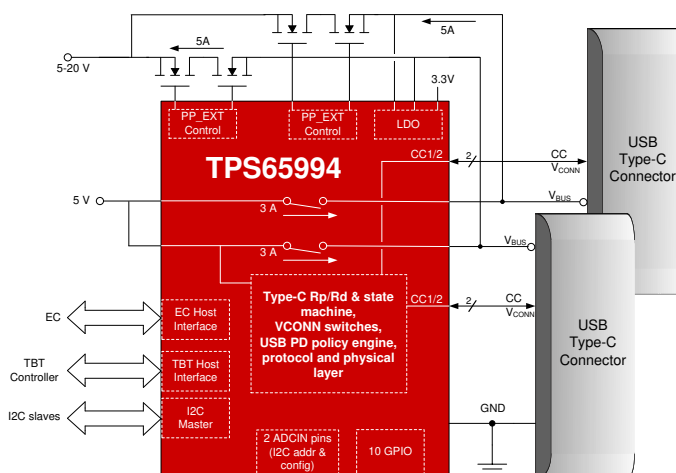 5A
5A
5-20 V
3.3V
PP_EXT
Control
PP_EXT
Control
LDO
TPS65994
CC1/2
2
CC
VCONN
USB
Type-C
Connector
5 V
3 A
VBUS
3 A
VBUS
Type-C Rp/Rd & state
machine,
VCONN switches,
USB PD policy engine,
protocol and physical
layer
CC1/2
2
CC
VCONN
USB
Type-C
Connector
EC
EC Host
Interface
TBT
Controller
TBT Host
Interface
I2C slaves
I2C
Master
GND
2 ADCIN pins
(I2C addr &
config)
10 GPIO